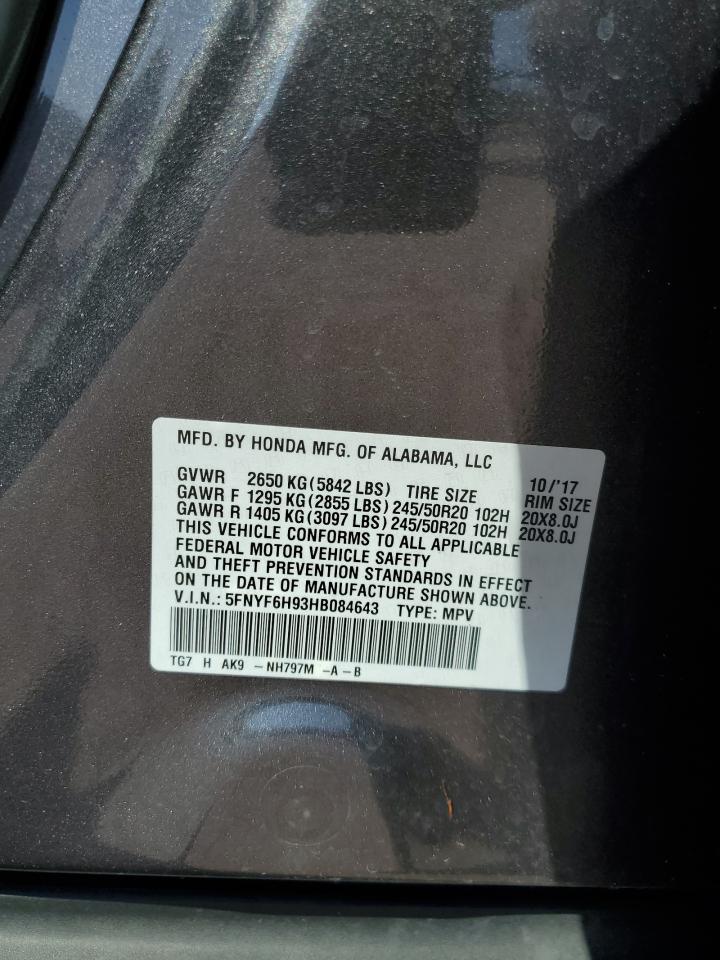 MFD. BY HONDA MFG. OF ALABAMA, LLC 10/'17
GVWR 2650 KG(5842 LBS) TIRE SIZE RIM SIZE
GAWR F 1295 KG(2855 LBS)245/50R20 102H 20X8.0J
GAWR R 1405 KG(3097 LBS)245/50R20 102H 20X8.0J
THIS VEHICLE CONFORMS TO ALL APPLICABLE
FEDERAL MOTOR VEHICLE SAFETY
AND THEFT PREVENTION STANDARDS IN EFFECT
ON THE DATE OF MANUFACTURE SHOWN ABOVE.
V.I.N.: 5FNYF6H93HB084643 TYPE: MPV
TG7 H AK9 -NH797M -A-B